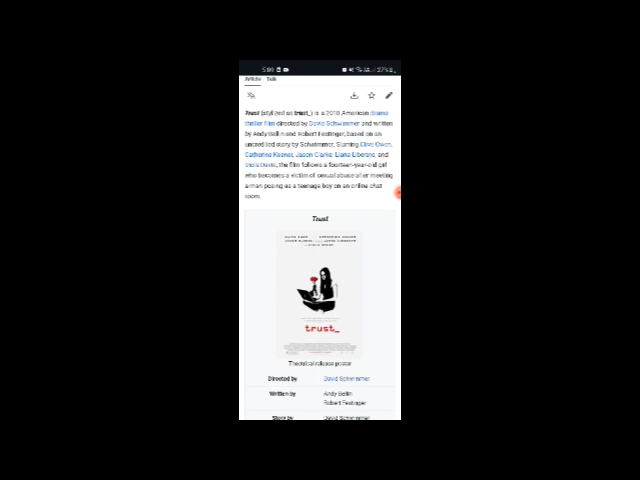 Article Talk
Trust (stylized as trust_) is a 2010 American drama
thriller film directed by David Schwimmer and written
by Andy Bellin and Robert Festinger, based on an
uncredited story by Schwimmer. Starring Clive Owen,
Catherine Keener, Jason Clarke, Liana Liberato, and
Viola Davis, the film follows a fourteen-year-old girl
who becomes a victim of sexual abuse after meeting
a man posing as a teenage boy on an online chat
room.
Trust
trust_
Theatrical release poster
Directed by David Schwimmer
Written by Andy Bellin
Robert Festinger
Story by David Schwimmer